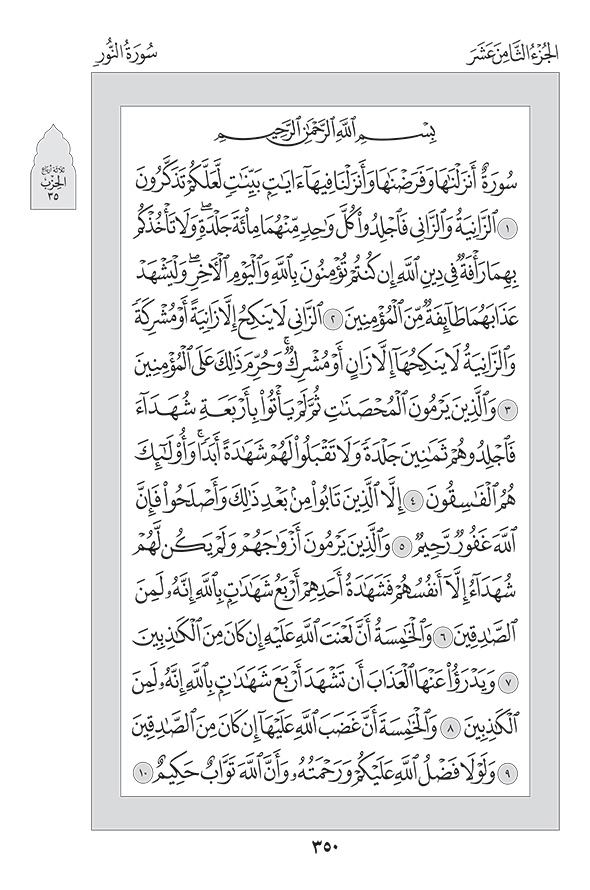 الجُزْءُ الثَّامِنَ عَشَرَ
سُورَةُ النُّورِ
ثلاثة أرباع
الحِزْب
٣٥
بِسْمِ ٱللَّهِ ٱلرَّحْمَٰنِ ٱلرَّحِيمِ
سُورَةٌ أَنزَلْنَٰهَا وَفَرَضْنَٰهَا وَأَنزَلْنَا فِيهَآ ءَايَٰتٍۭ بَيِّنَٰتٍ لَّعَلَّكُمْ تَذَكَّرُونَ
١ ٱلزَّانِيَةُ وَٱلزَّانِى فَٱجْلِدُوا۟ كُلَّ وَٰحِدٍ مِّنْهُمَا مِا۟ئَةَ جَلْدَةٍۖ وَلَا تَأْخُذْكُم
بِهِمَا رَأْفَةٌ فِى دِينِ ٱللَّهِ إِن كُنتُمْ تُؤْمِنُونَ بِٱللَّهِ وَٱلْيَوْمِ ٱلْءَاخِرِۖ وَلْيَشْهَدْ
عَذَابَهُمَا طَآئِفَةٌ مِّنَ ٱلْمُؤْمِنِينَ ٢ ٱلزَّانِى لَا يَنكِحُ إِلَّا زَانِيَةً أَوْ مُشْرِكَةً
وَٱلزَّانِيَةُ لَا يَنكِحُهَآ إِلَّا زَانٍ أَوْ مُشْرِكٌۚ وَحُرِّمَ ذَٰلِكَ عَلَى ٱلْمُؤْمِنِينَ
٣ وَٱلَّذِينَ يَرْمُونَ ٱلْمُحْصَنَٰتِ ثُمَّ لَمْ يَأْتُوا۟ بِأَرْبَعَةِ شُهَدَآءَ
فَٱجْلِدُوهُمْ ثَمَٰنِينَ جَلْدَةً وَلَا تَقْبَلُوا۟ لَهُمْ شَهَٰدَةً أَبَدًاۚ وَأُو۟لَٰٓئِكَ
هُمُ ٱلْفَٰسِقُونَ ٤ إِلَّا ٱلَّذِينَ تَابُوا۟ مِنۢ بَعْدِ ذَٰلِكَ وَأَصْلَحُوا۟ فَإِنَّ
ٱللَّهَ غَفُورٌ رَّحِيمٌ ٥ وَٱلَّذِينَ يَرْمُونَ أَزْوَٰجَهُمْ وَلَمْ يَكُن لَّهُمْ
شُهَدَآءُ إِلَّآ أَنفُسُهُمْ فَشَهَٰدَةُ أَحَدِهِمْ أَرْبَعُ شَهَٰدَٰتٍۭ بِٱللَّهِ إِنَّهُۥ لَمِنَ
ٱلصَّٰدِقِينَ ٦ وَٱلْخَٰمِسَةُ أَنَّ لَعْنَتَ ٱللَّهِ عَلَيْهِ إِن كَانَ مِنَ ٱلْكَٰذِبِينَ
٧ وَيَدْرَؤُا۟ عَنْهَا ٱلْعَذَابَ أَن تَشْهَدَ أَرْبَعَ شَهَٰدَٰتٍۭ بِٱللَّهِ إِنَّهُۥ لَمِنَ
ٱلْكَٰذِبِينَ ٨ وَٱلْخَٰمِسَةَ أَنَّ غَضَبَ ٱللَّهِ عَلَيْهَآ إِن كَانَ مِنَ ٱلصَّٰدِقِينَ
٩ وَلَوْلَا فَضْلُ ٱللَّهِ عَلَيْكُمْ وَرَحْمَتُهُۥ وَأَنَّ ٱللَّهَ تَوَّابٌ حَكِيمٌ ١٠
٣٥٠